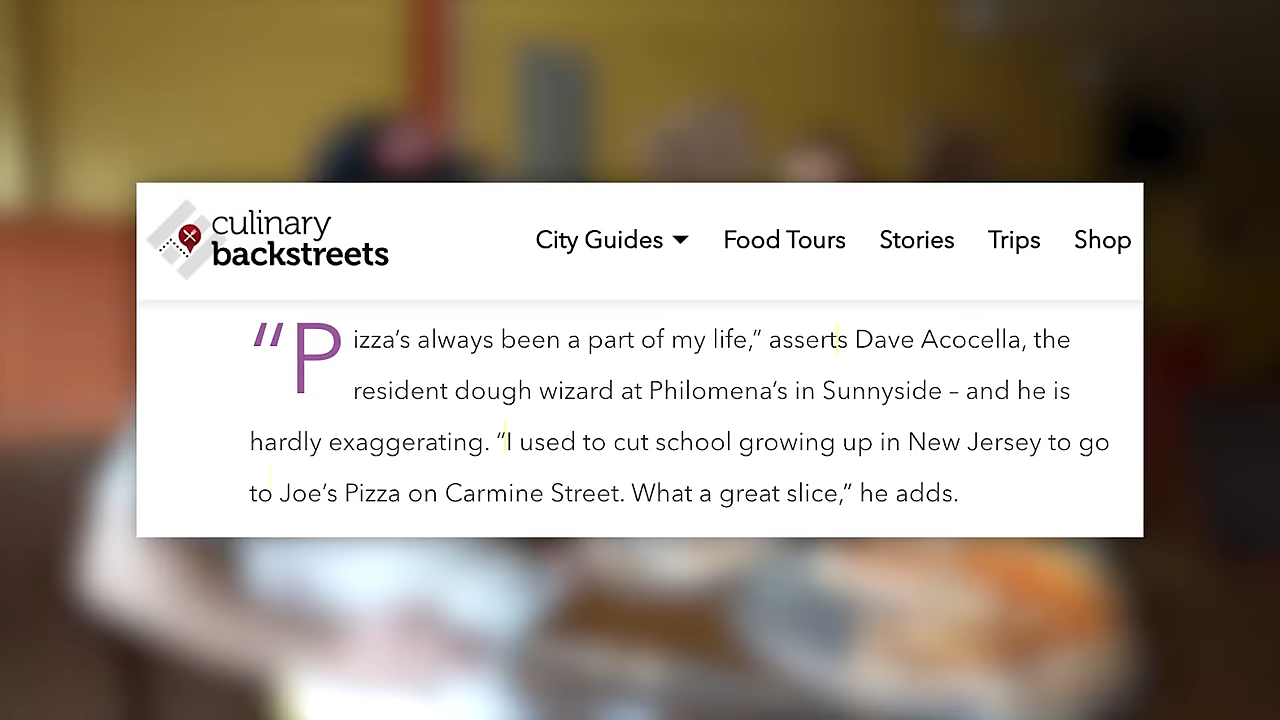 culinary
backstreets
City Guides Food Tours Stories Trips Shop
“Pizza’s always been a part of my life,” asserts Dave Acocella, the
resident dough wizard at Philomena’s in Sunnyside – and he is
hardly exaggerating. “I used to cut school growing up in New Jersey to go
to Joe’s Pizza on Carmine Street. What a great slice,” he adds.